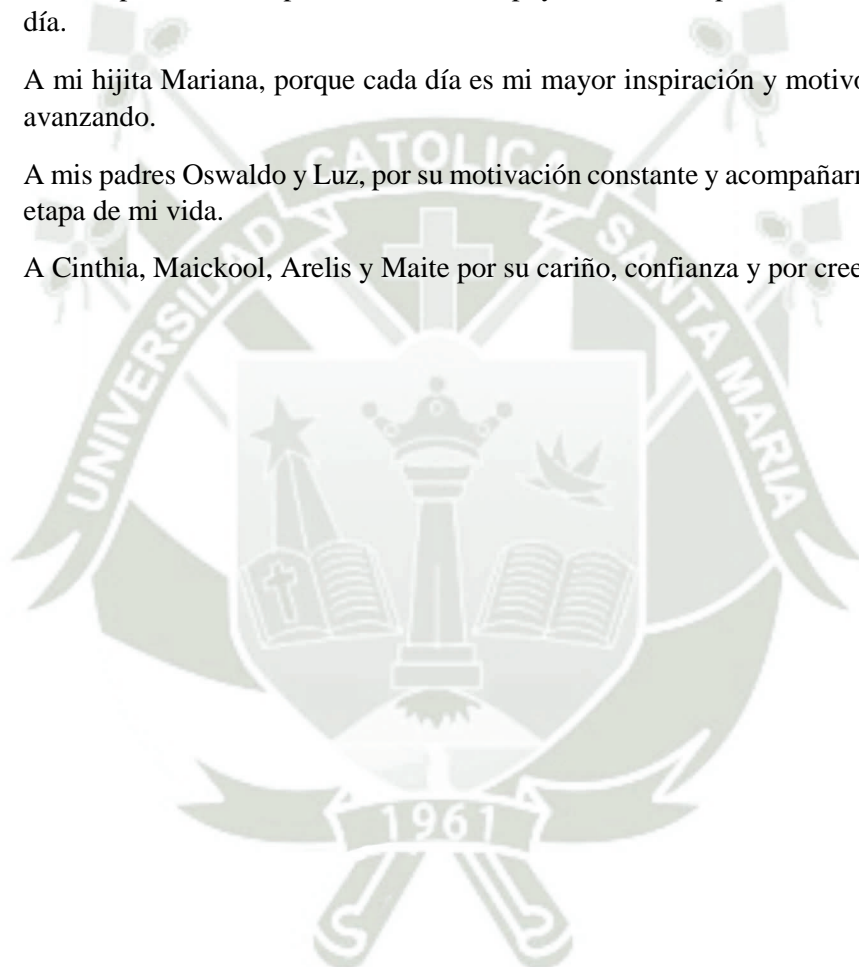 día.
A mi hijita Mariana, porque cada día es mi mayor inspiración y motivo
avanzando.
A mis padres Oswaldo y Luz, por su motivación constante y
etapa de mi vida.
A Cinthia, Maickool, Arelis y Maite por su cariño, confianza y por
UNIVERSIDAD CATOLICA SANTA MARIA
1961